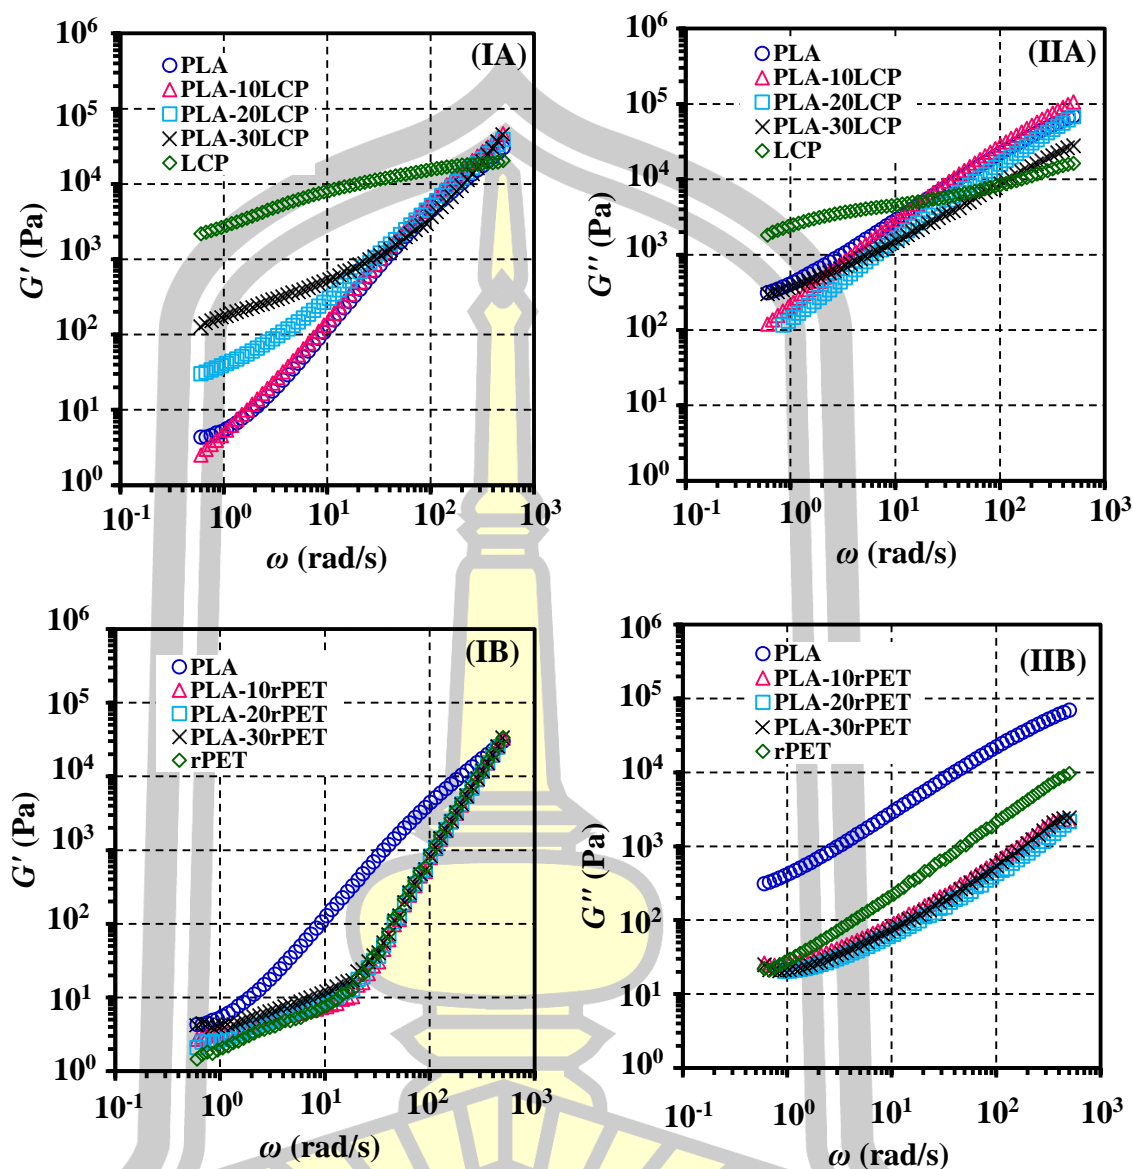 (IA)
10⁶
10⁵
10⁴
10³
10²
10¹
10⁰
G′ (Pa)
PLA
PLA-10LCP
PLA-20LCP
PLA-30LCP
LCP
10⁻¹ 10⁰ 10¹ 10² 10³
ω (rad/s)
(IIA)
10⁶
10⁵
10⁴
10³
10²
10¹
10⁰
G′′ (Pa)
PLA
PLA-10LCP
PLA-20LCP
PLA-30LCP
LCP
10⁻¹ 10⁰ 10¹ 10² 10³
ω (rad/s)
(IB)
10⁶
10⁵
10⁴
10³
10²
10¹
10⁰
G′ (Pa)
PLA
PLA-10rPET
PLA-20rPET
PLA-30rPET
rPET
10⁻¹ 10⁰ 10¹ 10² 10³
ω (rad/s)
(IIB)
10⁶
10⁵
10⁴
10³
10²
10¹
10⁰
G′′ (Pa)
PLA
PLA-10rPET
PLA-20rPET
PLA-30rPET
rPET
10⁻¹ 10⁰ 10¹ 10² 10³
ω (rad/s)